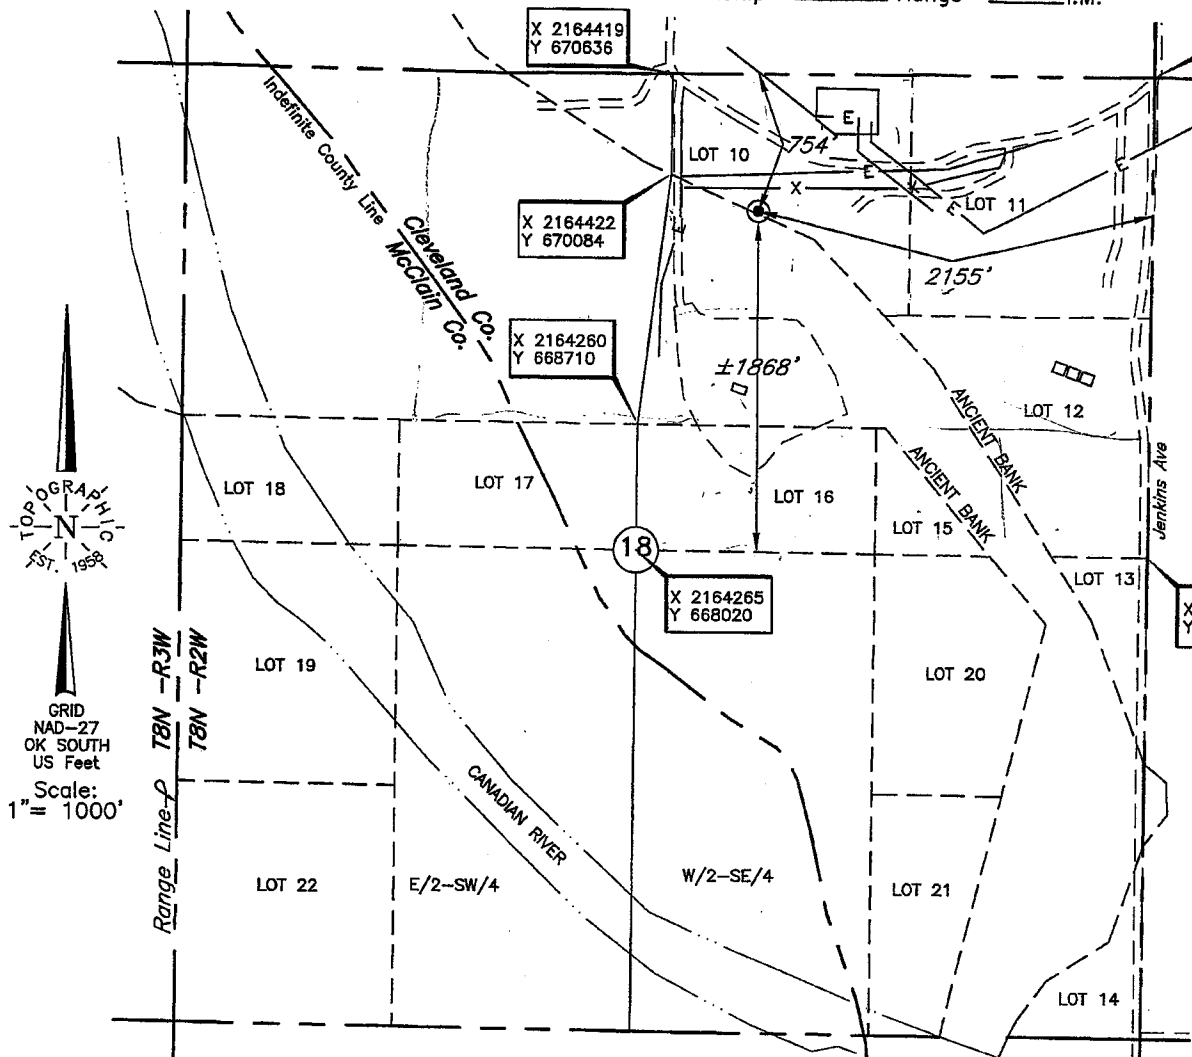 Range
I.M.
X 2164419
Y 670636
Indefinite County Line
Cleveland Co.
McClain Co.
LOT 10
754'
E
E
E
E
X
LOT 11
X 2164422
Y 670084
2155'
X 2164260
Y 668710
±1868'
ANCIENT BANK
LOT 12
Jenkins Ave
LOT 18
LOT 17
LOT 16
LOT 15
ANCIENT BANK
TOPOGRAPHIC
N
EST. 1958
18
LOT 13
X 2164265
Y 668020
X
Y
T8N -R3W
T8N -R2W
LOT 19
LOT 20
GRID
NAD-27
OK SOUTH
US Feet
Scale:
1"= 1000'
Range Line
CANADIAN RIVER
LOT 22
E/2-SW/4
W/2-SE/4
LOT 21
LOT 14